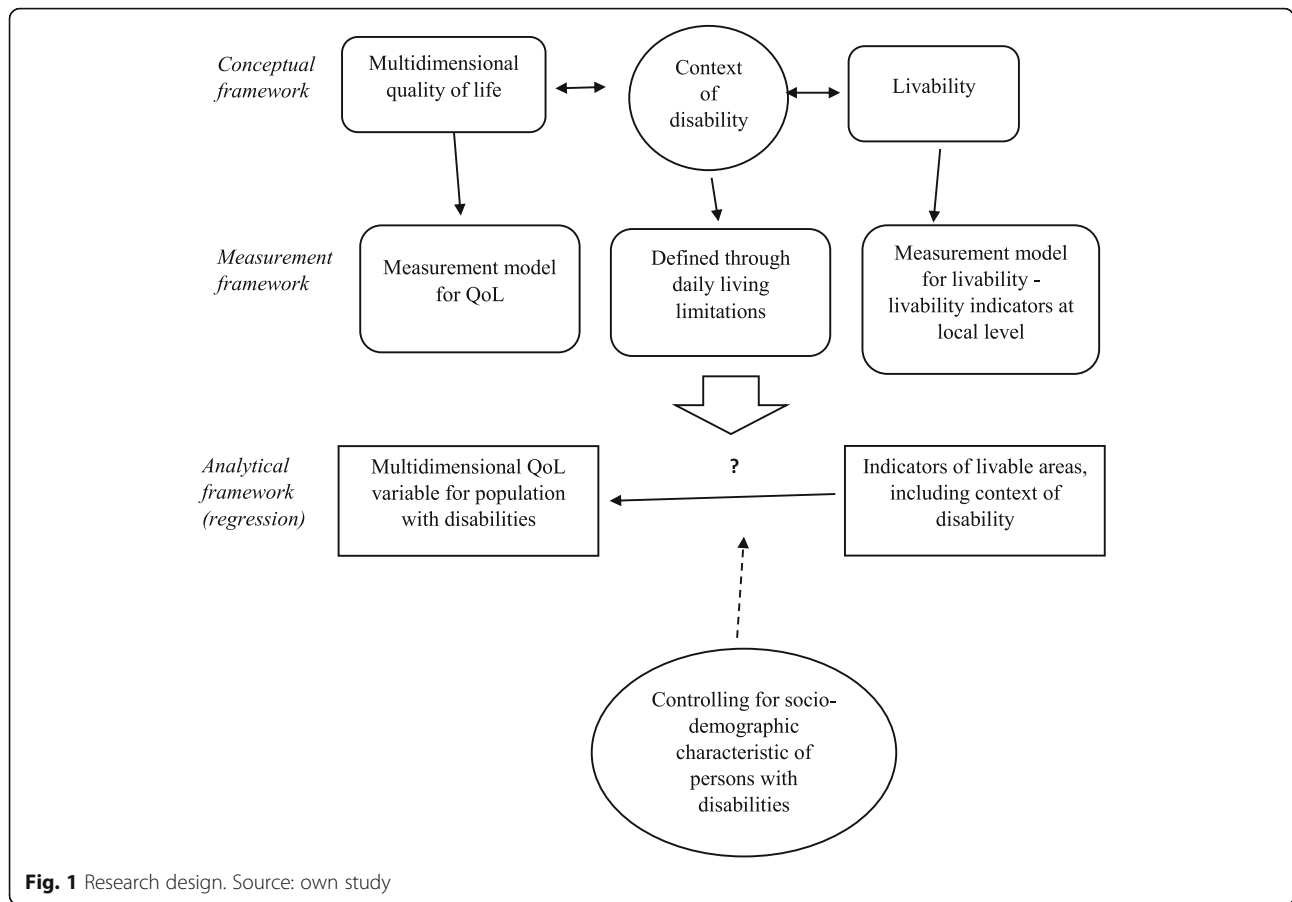 Conceptual
framework
Multidimensional
quality of life
Context
of
disability
Livability
Measurement
framework
Measurement model
for QoL
Defined through
daily living
limitations
Measurement model
for livability -
livability indicators at
local level
Analytical
framework
(regression)
Multidimensional QoL
variable for population
with disabilities
?
Indicators of livable areas,
including context of
disability
Controlling for socio-
demographic
characteristic of
persons with
disabilities
Fig. 1 Research design. Source: own study